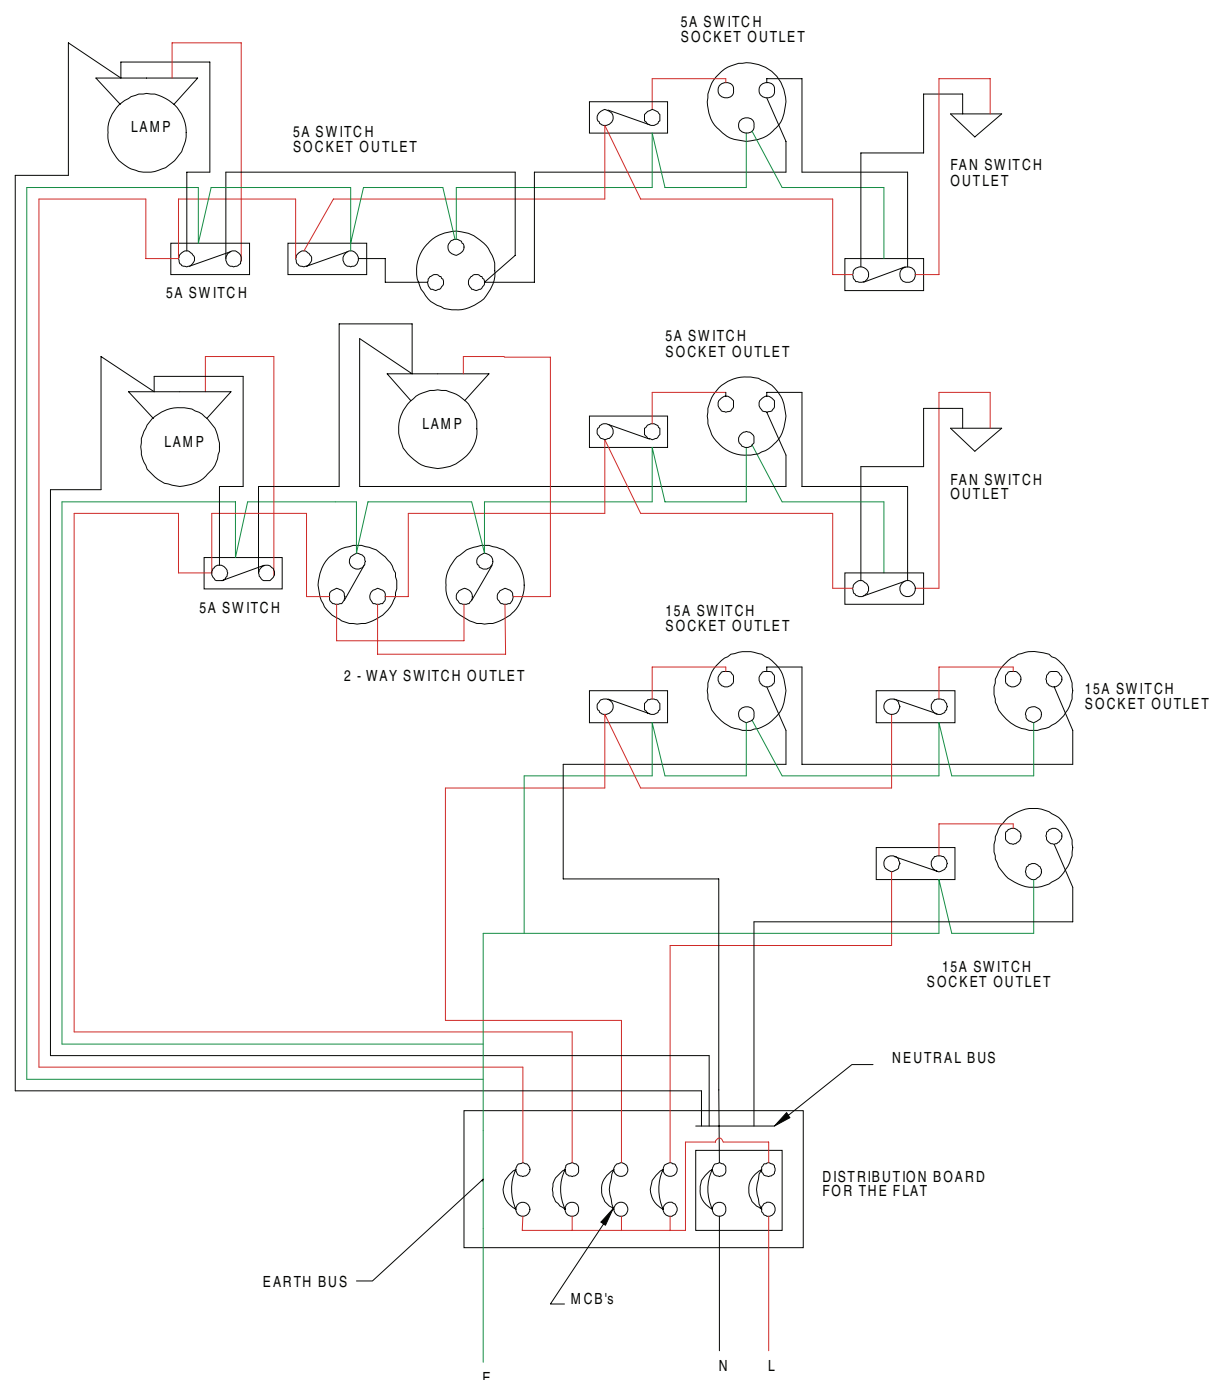 5A SWITCH
SOCKET OUTLET
LAMP
5A SWITCH
SOCKET OUTLET
FAN SWITCH
OUTLET
5A SWITCH
5A SWITCH
SOCKET OUTLET
LAMP
LAMP
FAN SWITCH
OUTLET
5A SWITCH
15A SWITCH
SOCKET OUTLET
2 - WAY SWITCH OUTLET
15A SWITCH
SOCKET OUTLET
15A SWITCH
SOCKET OUTLET
NEUTRAL BUS
DISTRIBUTION BOARD
FOR THE FLAT
EARTH BUS
MCB's
N
L
E